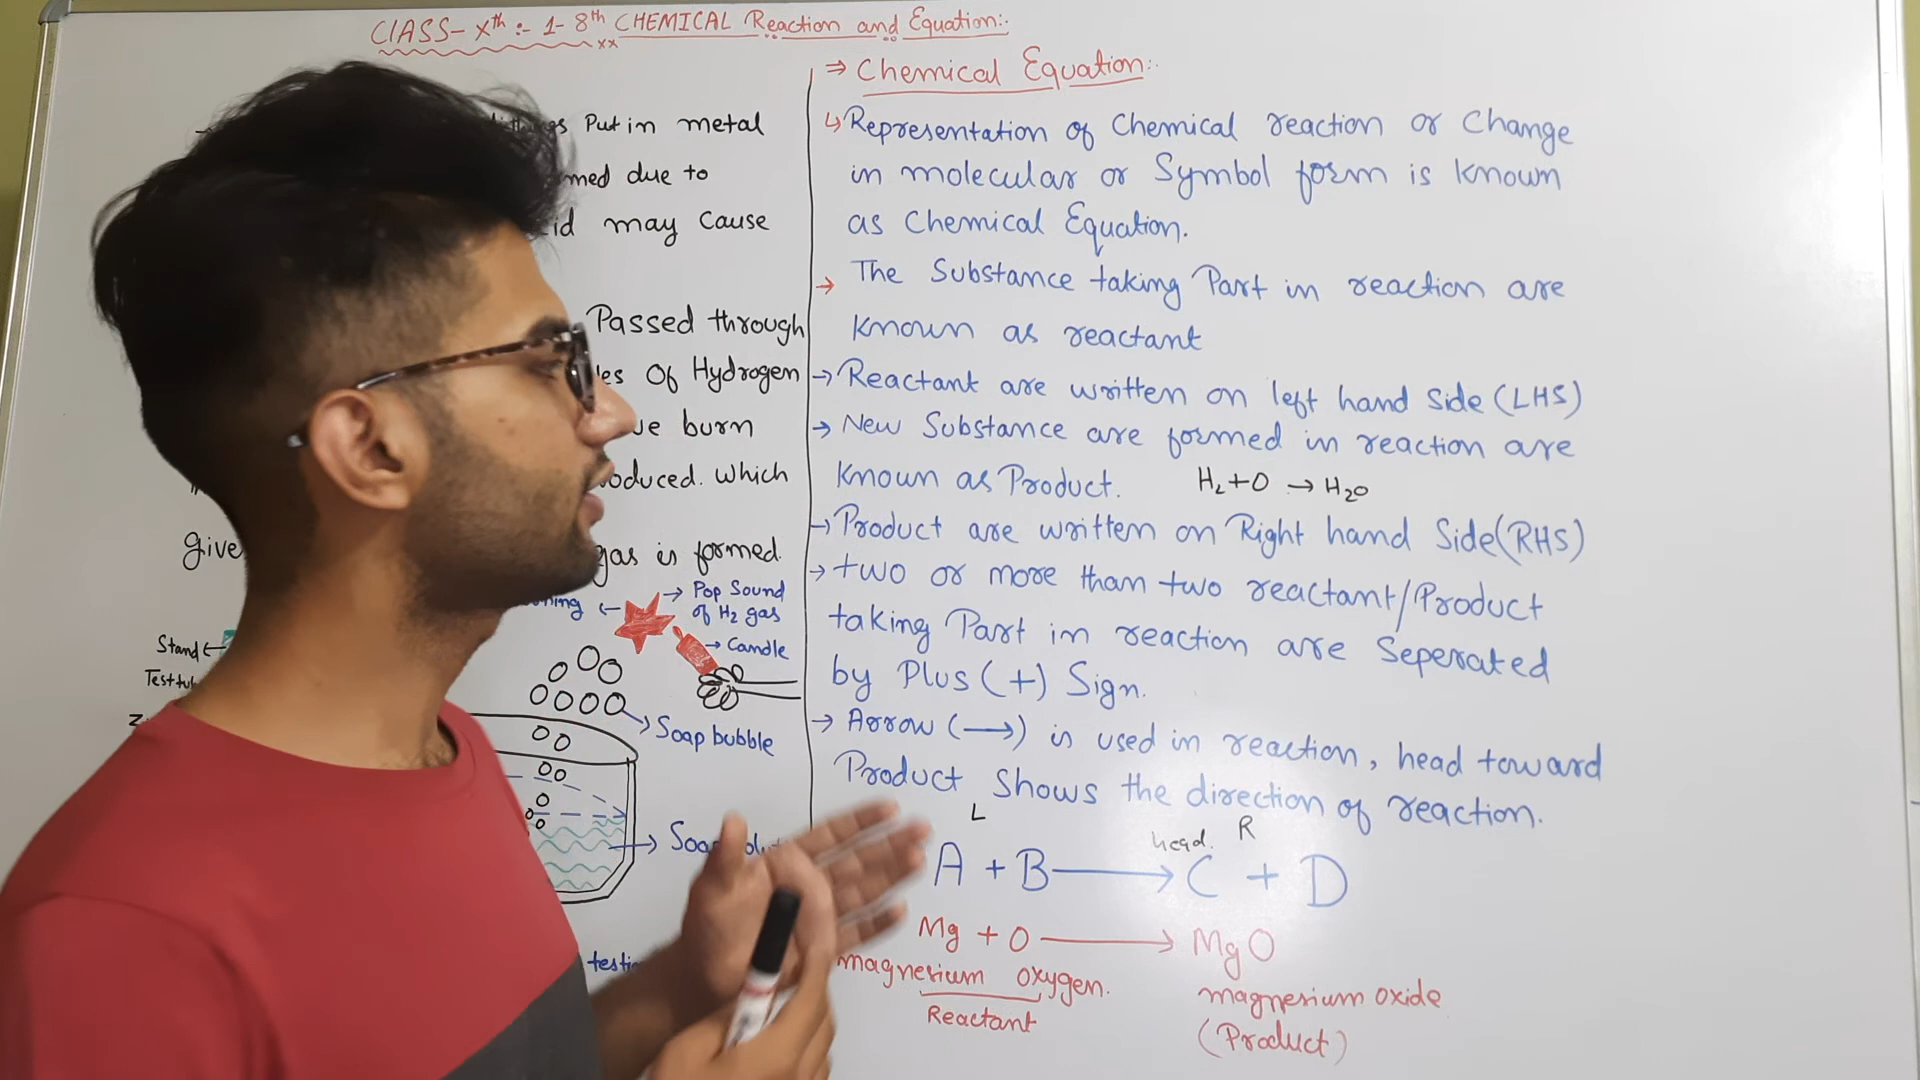 CLASS- Xth :- 1- 8th CHEMICAL Reaction and Equation:-
Put in metal
med due to
id may Cause
Passed through
les Of Hydrogen
ve burn
oduced. Which
give
gas is formed.
Pop Sound
of H2 gas
Candle
Stand
Soap bubble
⇒ Chemical Equation:-
↳ Representation of Chemical reaction or Change
in molecular or Symbol form is known
as Chemical Equation.
→ The Substance taking Part in reaction are
known as reactant
→ Reactant are written on left hand Side (LHS)
→ New Substance are formed in reaction are
known as Product. H2+O → H2O
→ Product are written on Right hand Side(RHS)
→ two or more than two reactant/Product
taking Part in reaction are Seperated
by Plus (+) Sign.
→ Arrow (⟶) is used in reaction, head toward
Product Shows the direction of reaction.
L head. R
A + B ⟶ C + D
Mg + O ⟶ MgO
magnesium oxygen. magnesium oxide
Reactant (Product)